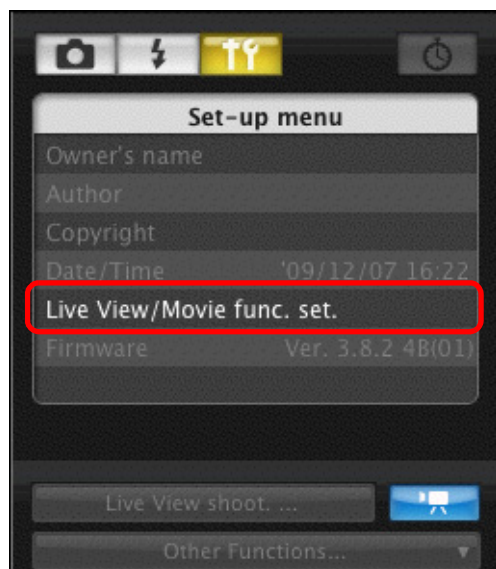 Set-up menu
Owner's name
Author
Copyright
Date/Time '09/12/07 16:22
Live View/Movie func. set.
Firmware Ver. 3.8.2 4B(01)
Live View shoot. ...
Other Functions...